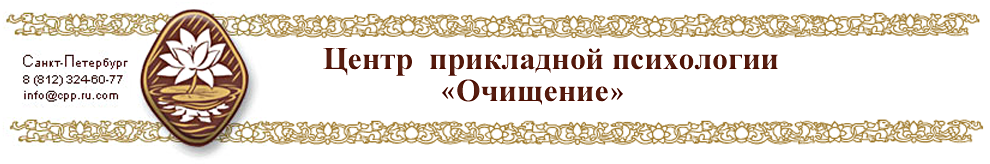 Санкт-Петербург
8 (812) 324-60-77
info@cpp.ru.com
Центр прикладной психологии
«Очищение»